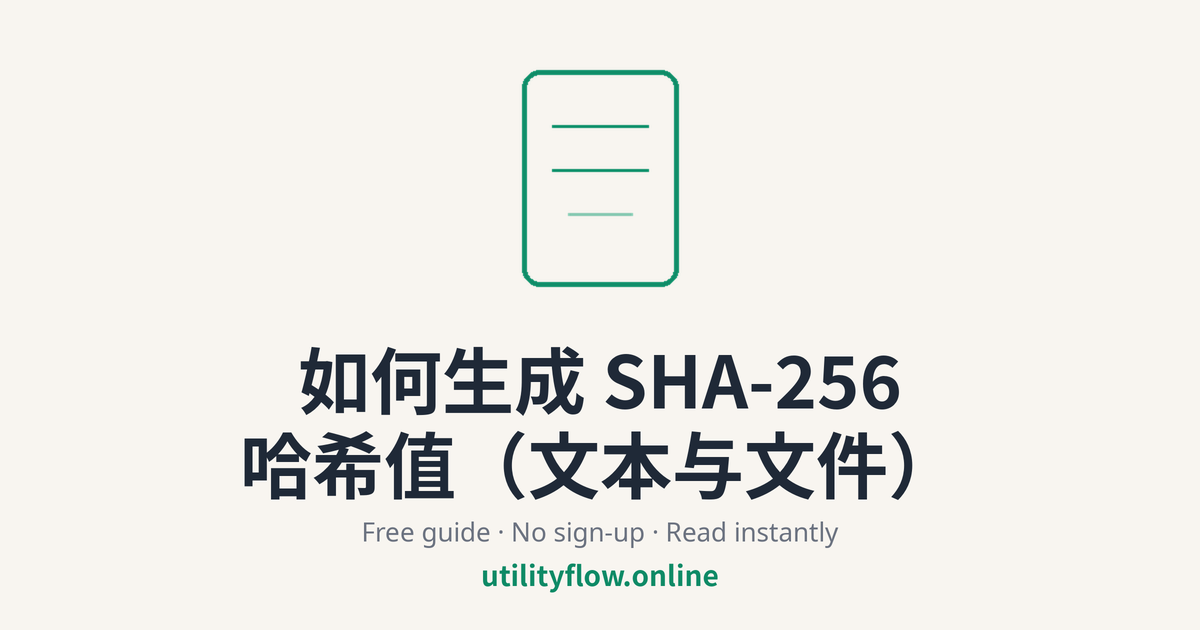 如何生成 SHA-256
哈希值（文本与文件）
Free guide · No sign-up · Read instantly
utilityflow.online